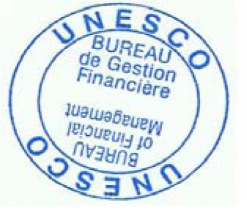 UNESCO
BUREAU
de Gestion
Financière
BUREAU
of Financial
Management
UNESCO